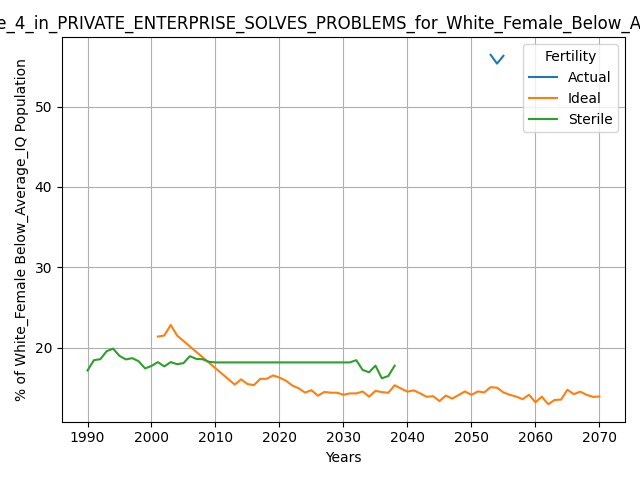 e_4_in_PRIVATE_ENTERPRISE_SOLVES_PROBLEMS_for_White_Female_Below_A
Fertility
Actual
Ideal
Sterile
% of White_Female Below_Average_IQ Population
50
40
30
20
1990 2000 2010 2020 2030 2040 2050 2060 2070
Years